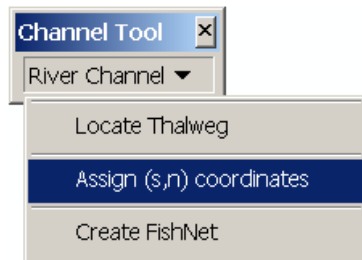 Channel Tool
River Channel
Locate Thalweg
Assign (s,n) coordinates
Create FishNet